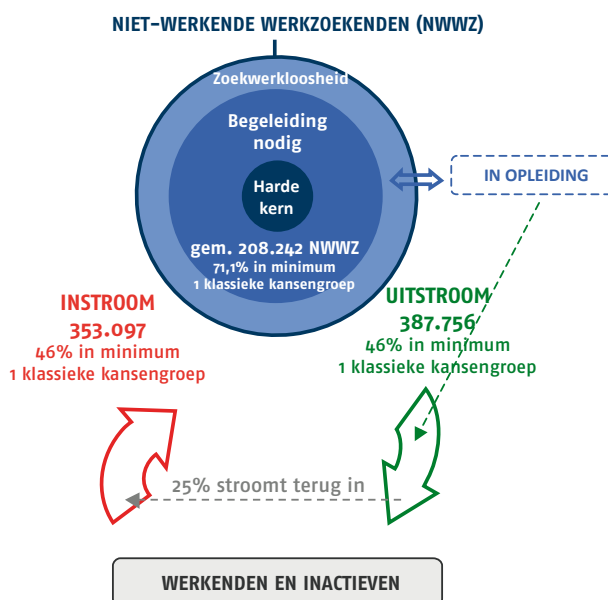 NIET-WERKENDE WERKZOEKENDEN (NWWZ)
Zoekwerkloosheid
Begeleiding
nodig
Harde
kern
IN OPLEIDING
gem. 208.242 NWWZ
71,1% in minimum
1 klassieke kansengroep
INSTROOM
353.097
46% in minimum
1 klassieke kansengroep
UITSTROOM
387.756
46% in minimum
1 klassieke kansengroep
25% stroomt terug in
WERKENDEN EN INACTIEVEN